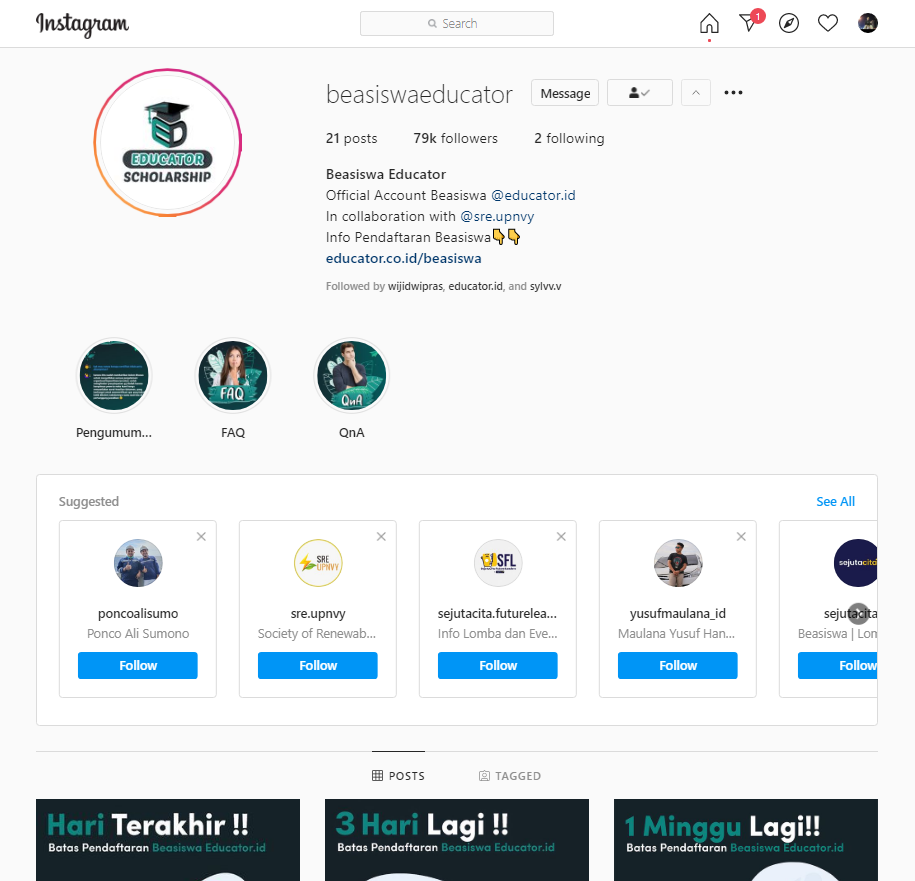 Instagram
Search
1
beasiswaeducator
Message
EDUCATOR
SCHOLARSHIP
21 posts 79k followers 2 following
Beasiswa Educator
Official Account Beasiswa @educator.id
In collaboration with @sre.upnvy
Info Pendaftaran Beasiswa👇👇
educator.co.id/beasiswa
Followed by wijidwipras, educator.id, and sylvv.v
FAQ
QnA
Pengumum...
FAQ
QnA
Suggested
See All
SRE
UPNVY
SFL
sejutacita
poncoalisumo
Ponco Ali Sumono
Follow
sre.upnvy
Society of Renewab...
Follow
sejutacita.futurelea...
Info Lomba dan Eve...
Follow
yusufmaulana_id
Maulana Yusuf Han...
Follow
sejutacita
Beasiswa | Lom
Follow
POSTS
TAGGED
Hari Terakhir !!
Batas Pendaftaran Beasiswa Educator.id
3 Hari Lagi !!
Batas Pendaftaran Beasiswa Educator.id
1 Minggu Lagi!!
Batas Pendaftaran Beasiswa Educator.id